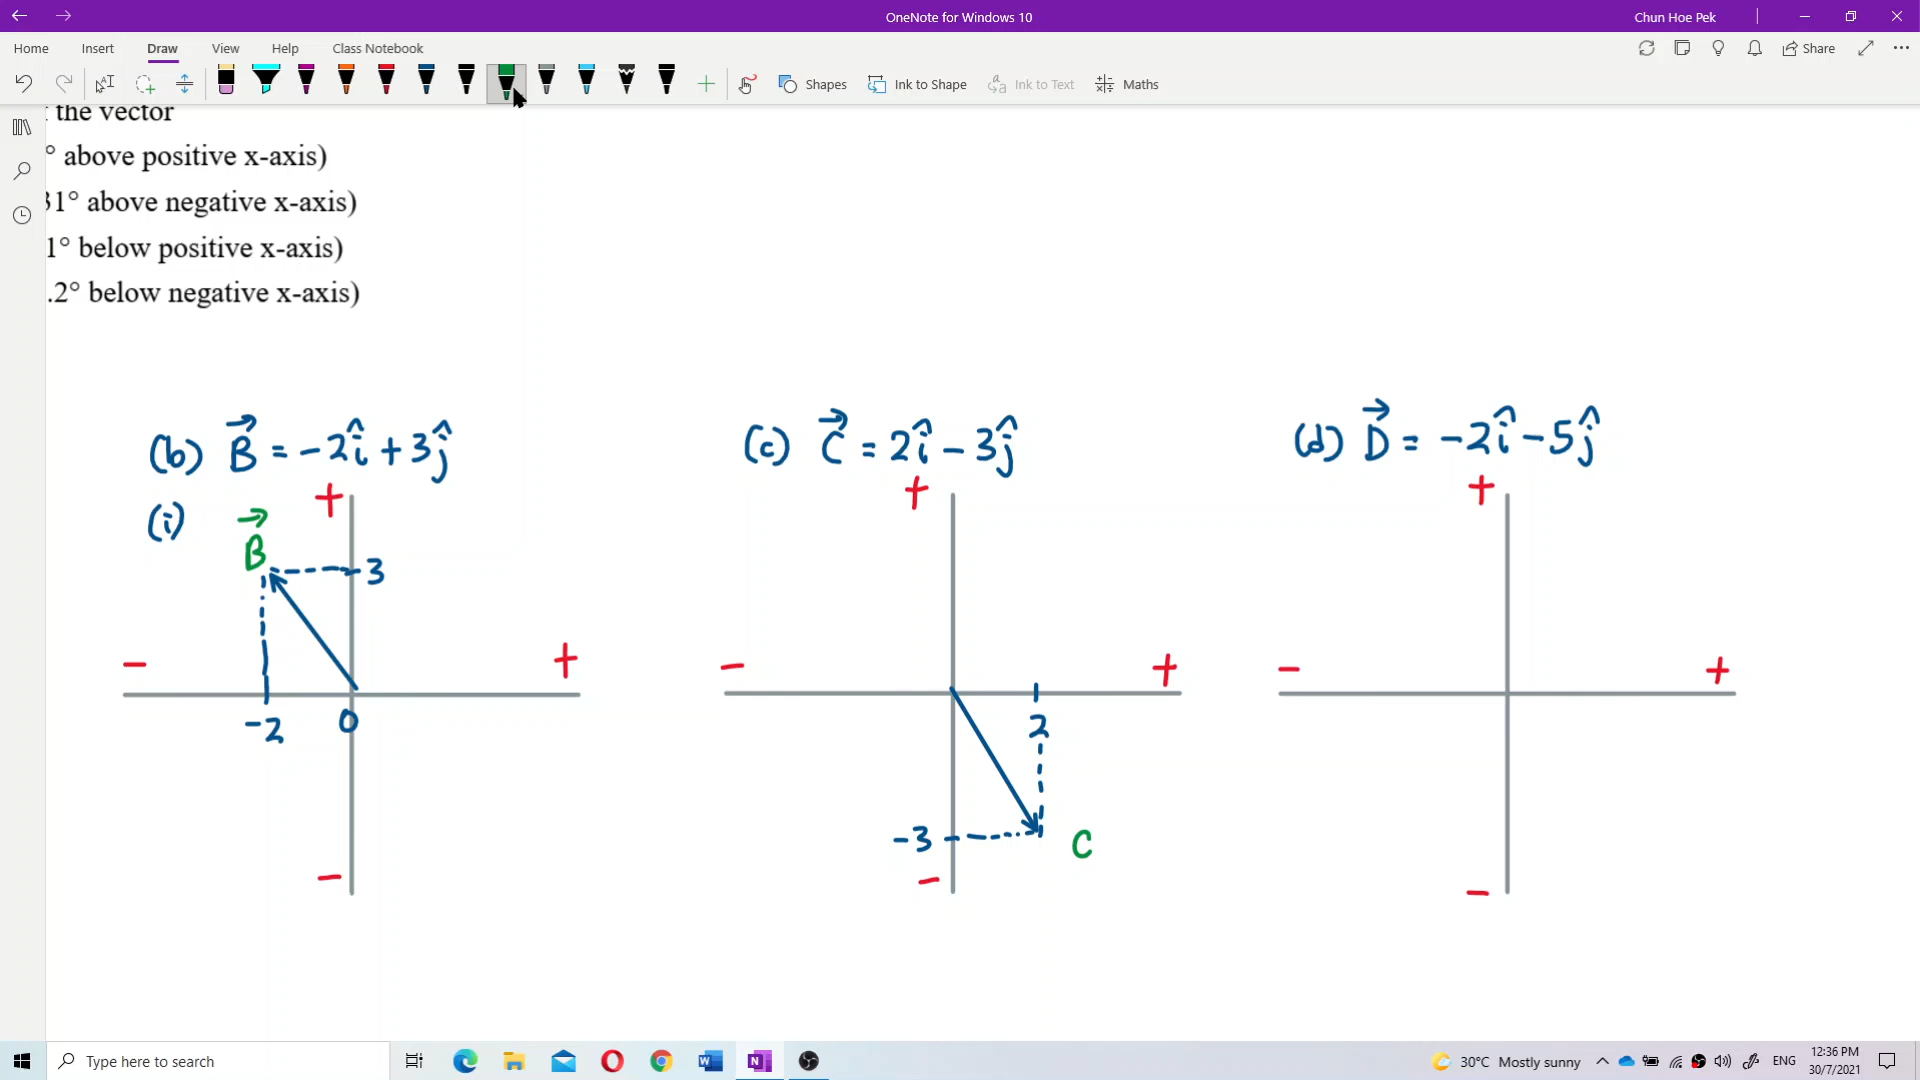 OneNote for Windows 10
Chun Hoe Pek
Home Insert Draw View Help Class Notebook
Share
Shapes Ink to Shape Ink to Text Maths
the vector
° above positive x-axis)
31° above negative x-axis)
1° below positive x-axis)
.2° below negative x-axis)
(b) B⃗ = -2î + 3ĵ
(c) C⃗ = 2î - 3ĵ
(d) D⃗ = -2î - 5ĵ
(i)
+
B⃗
3
-
+
-2
0
-
+
-
+
2
-3
C
-
+
-
+
-
Type here to search
30°C Mostly sunny
ENG
12:36 PM
30/7/2021